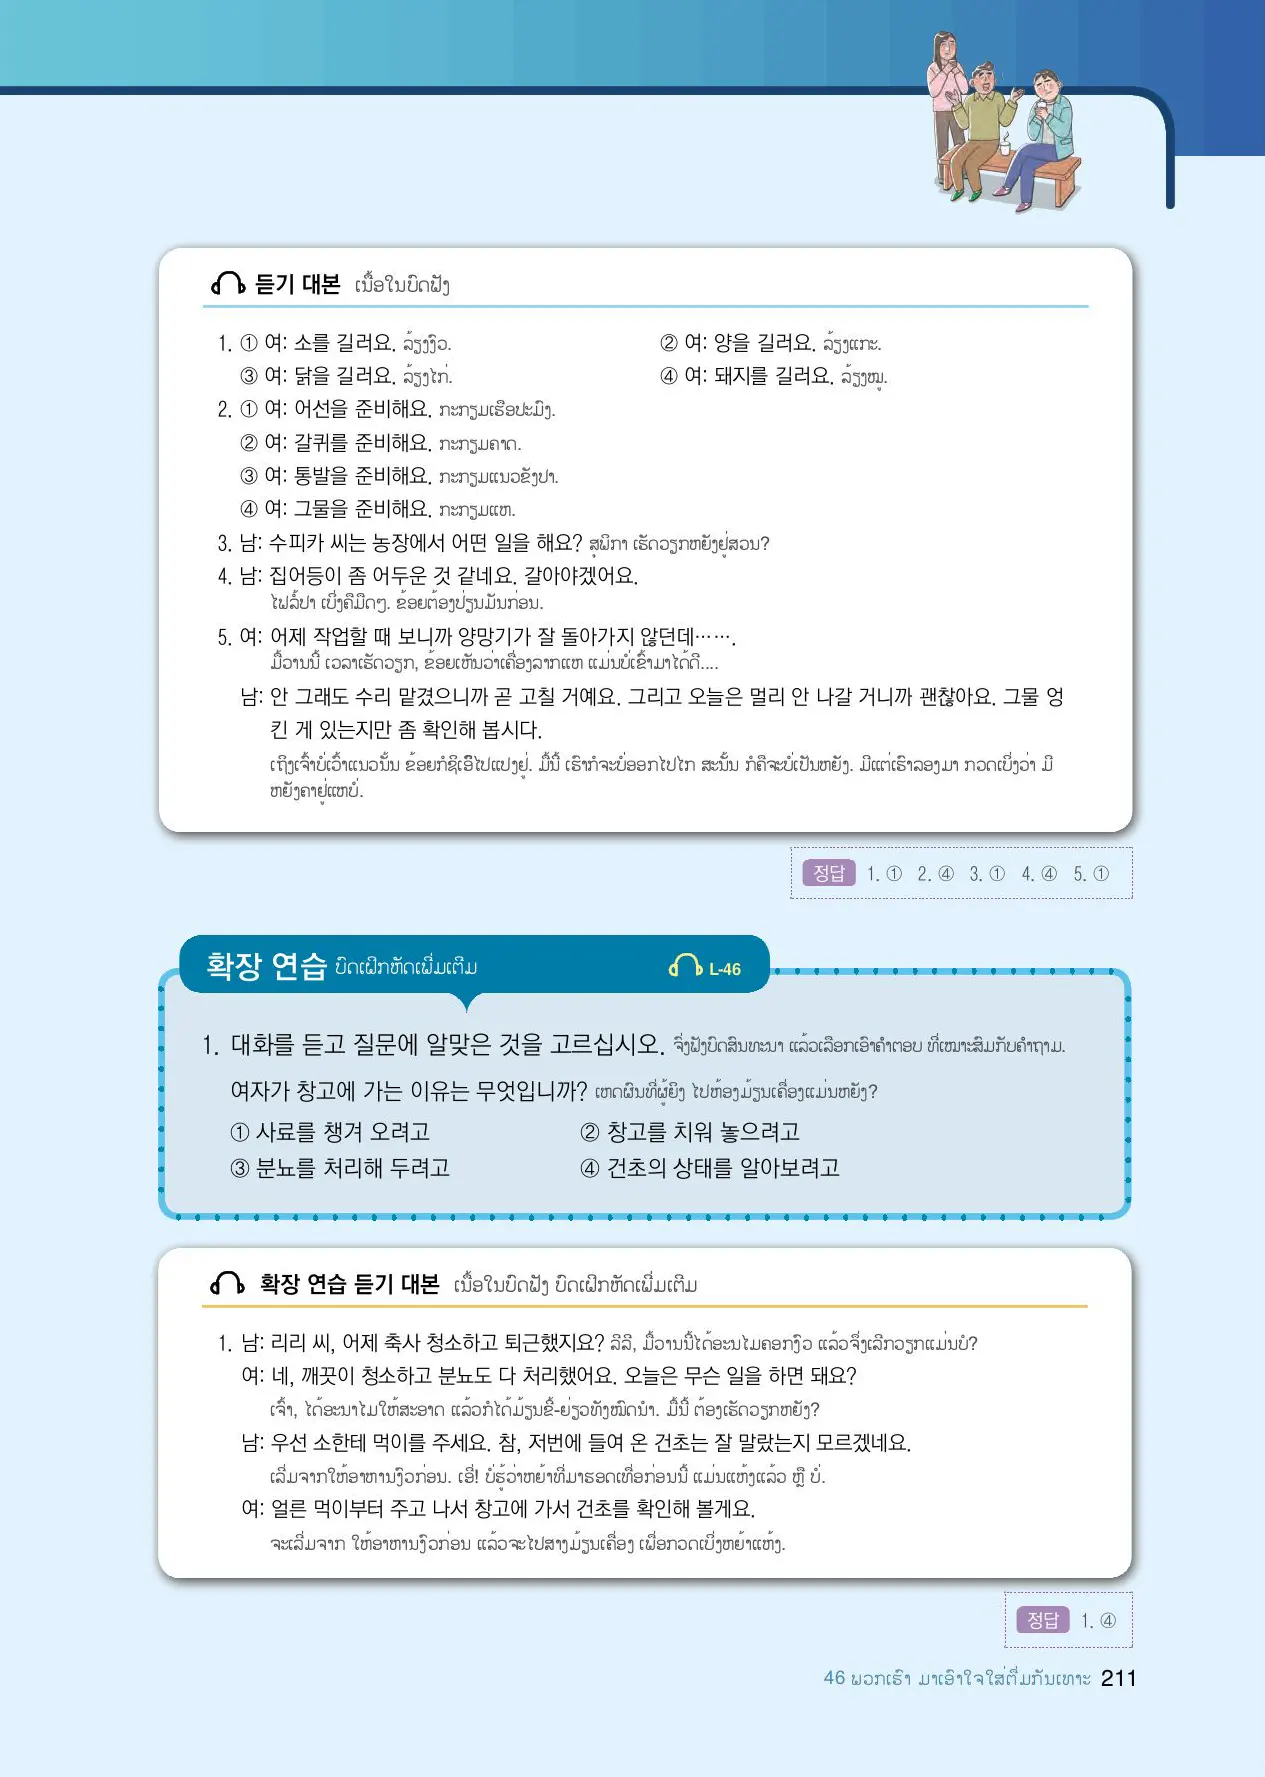 듣기 대본 ເນື້ອໃນບົດຟັງ
1. ① 여: 소를 길러요. ລ້ຽງງົວ. ② 여: 양을 길러요. ລ້ຽງແກະ.
③ 여: 닭을 길러요. ລ້ຽງໄກ່. ④ 여: 돼지를 길러요. ລ້ຽງໝູ.
2. ① 여: 어선을 준비해요. ກະກຽມເຮືອປະມົງ.
② 여: 갈퀴를 준비해요. ກະກຽມຄາດ.
③ 여: 통발을 준비해요. ກະກຽມແນວຂັງປາ.
④ 여: 그물을 준비해요. ກະກຽມແຫ.
3. 남: 수피카 씨는 농장에서 어떤 일을 해요? ສຸພິກາ ເຮັດວຽກຫຍັງຢູ່ສວນ?
4. 남: 집어등이 좀 어두운 것 같네요. 갈아야겠어요.
ໄຟລໍ້ປາ ເບິ່ງຄືມືດໆ. ຂ້ອຍຕ້ອງປ່ຽນມັນກ່ອນ.
5. 여: 어제 작업할 때 보니까 양망기가 잘 돌아가지 않던데…….
ມື້ວານນີ້ ເວລາເຮັດວຽກ, ຂ້ອຍເຫັນວ່າເຄື່ອງລາກແຫ ແມ່ນບໍ່ເຂົ້າມາໄດ້ດີ....
남: 안 그래도 수리 맡겼으니까 곧 고칠 거예요. 그리고 오늘은 멀리 안 나갈 거니까 괜찮아요. 그물 엉
킨 게 있는지만 좀 확인해 봅시다.
ເຖິງເຈົ້າບໍ່ເວົ້າແນວນັ້ນ ຂ້ອຍກໍຊິເອົາໄປແປງຢູ່. ມື້ນີ້ ເຮົາກໍຈະບໍ່ອອກໄປໄກ ສະນັ້ນ ກໍຄືຈະບໍ່ເປັນຫຍັງ. ມີແຕ່ເຮົາລອງມາ ກວດເບິ່ງວ່າ ມີ
ຫຍັງຄາຢູ່ແຫບໍ່.
정답 1. ① 2. ④ 3. ① 4. ④ 5. ①
확장 연습 ບົດເຝິກຫັດເພີ່ມເຕີມ L-46
1. 대화를 듣고 질문에 알맞은 것을 고르십시오. ຈົ່ງຟັງບົດສົນທະນາ ແລ້ວເລືອກເອົາຄຳຕອບ ທີ່ເໝາະສົມກັບຄຳຖາມ.
여자가 창고에 가는 이유는 무엇입니까? ເຫດຜົນທີ່ຜູ້ຍິງ ໄປຫ້ອງມ້ຽນເຄື່ອງແມ່ນຫຍັງ?
① 사료를 챙겨 오려고 ② 창고를 치워 놓으려고
③ 분뇨를 처리해 두려고 ④ 건초의 상태를 알아보려고
확장 연습 듣기 대본 ເນື້ອໃນບົດຟັງ ບົດເຝິກຫັດເພີ່ມເຕີມ
1. 남: 리리 씨, 어제 축사 청소하고 퇴근했지요? ລີລີ, ມື້ວານນີ້ໄດ້ອະນາໄມຄອກງົວ ແລ້ວຈຶ່ງເລີກວຽກແມ່ນບໍ?
여: 네, 깨끗이 청소하고 분뇨도 다 처리했어요. 오늘은 무슨 일을 하면 돼요?
ເຈົ້າ, ໄດ້ອະນາໄມໃຫ້ສະອາດ ແລ້ວກໍໄດ້ມ້ຽນຂີ້-ຍ່ຽວທັງໝົດນຳ. ມື້ນີ້ ຕ້ອງເຮັດວຽກຫຍັງ?
남: 우선 소한테 먹이를 주세요. 참, 저번에 들여 온 건초는 잘 말랐는지 모르겠네요.
ເລີ່ມຈາກໃຫ້ອາຫານງົວກ່ອນ. ເອີ່! ບໍ່ຮູ້ວ່າຫຍ້າທີ່ມາຮອດເທື່ອກ່ອນນີ້ ແມ່ນແຫ້ງແລ້ວ ຫຼື ບໍ່.
여: 얼른 먹이부터 주고 나서 창고에 가서 건초를 확인해 볼게요.
ຈະເລີ່ມຈາກ ໃຫ້ອາຫານງົວກ່ອນ ແລ້ວຈະໄປສາງມ້ຽນເຄື່ອງ ເພື່ອກວດເບິ່ງຫຍ້າແຫ້ງ.
정답 1. ④
46 ພວກເຮົາ ມາເອົາໃຈໃສ່ຕື່ມກັນເທາະ 211